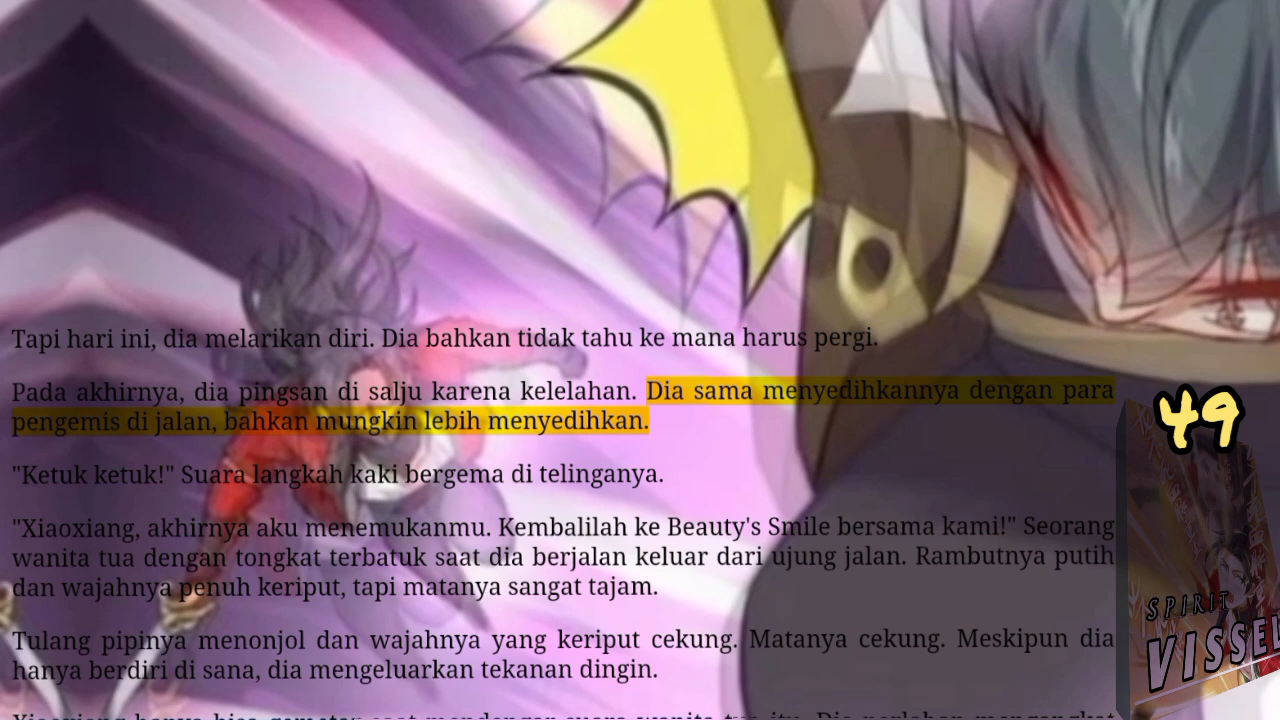 Tapi hari ini, dia melarikan diri. Dia bahkan tidak tahu ke mana harus pergi.
Pada akhirnya, dia pingsan di salju karena kelelahan. Dia sama menyedihkannya dengan para
pengemis di jalan, bahkan mungkin lebih menyedihkan.
"Ketuk ketuk!" Suara langkah kaki bergema di telinganya.
"Xiaoxiang, akhirnya aku menemukanmu. Kembalilah ke Beauty's Smile bersama kami!" Seorang
wanita tua dengan tongkat terbatuk saat dia berjalan keluar dari ujung jalan. Rambutnya putih
dan wajahnya penuh keriput, tapi matanya sangat tajam.
Tulang pipinya menonjol dan wajahnya yang keriput cekung. Matanya cekung. Meskipun dia
hanya berdiri di sana, dia mengeluarkan tekanan dingin.
49
SPIRIT
VISSEL